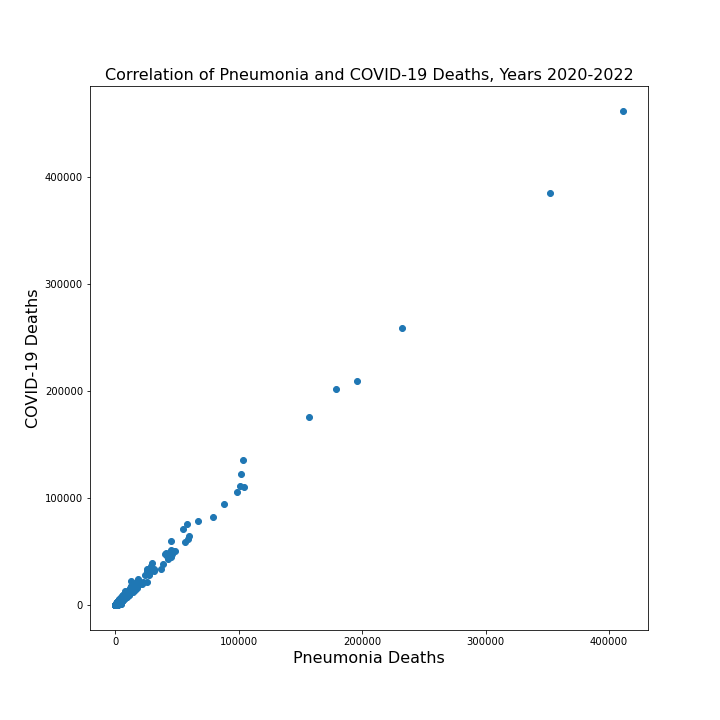 Correlation of Pneumonia and COVID-19 Deaths, Years 2020-2022
COVID-19 Deaths
400000
300000
200000
100000
0
0 100000 200000 300000 400000
Pneumonia Deaths